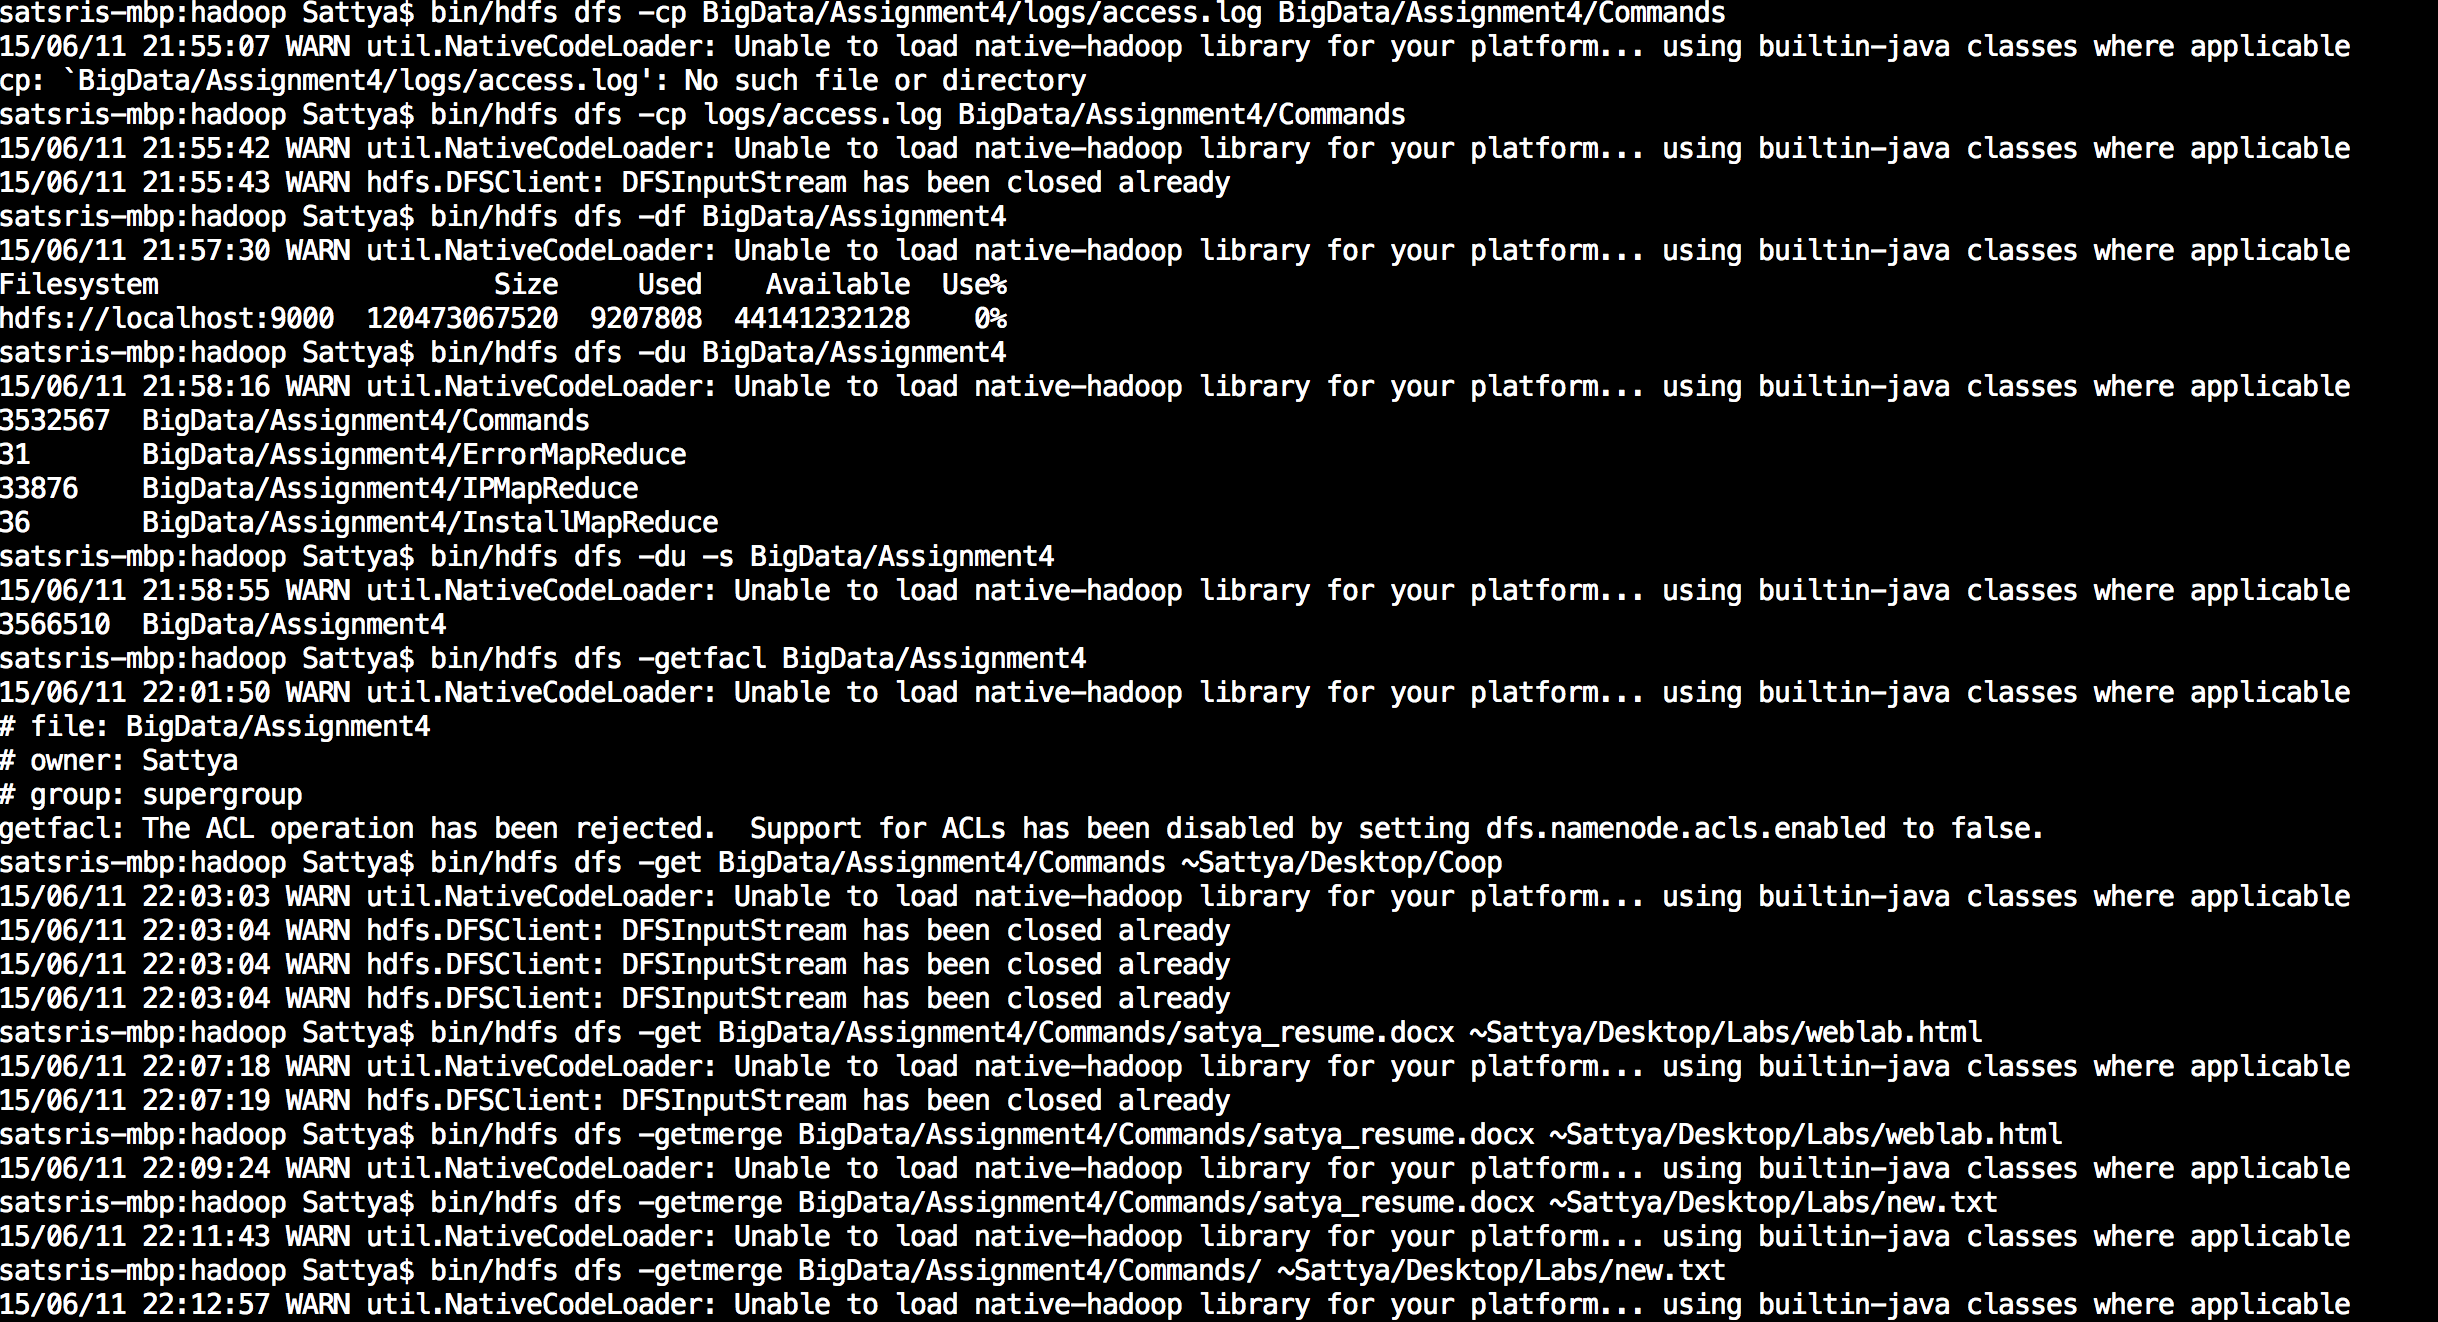 satsris-mbp:hadoop Sattya$ bin/hdfs dfs -cp BigData/Assignment4/logs/access.log BigData/Assignment4/Commands
15/06/11 21:55:07 WARN util.NativeCodeLoader: Unable to load native-hadoop library for your platform... using builtin-java classes where applicable
cp: `BigData/Assignment4/logs/access.log': No such file or directory
satsris-mbp:hadoop Sattya$ bin/hdfs dfs -cp logs/access.log BigData/Assignment4/Commands
15/06/11 21:55:42 WARN util.NativeCodeLoader: Unable to load native-hadoop library for your platform... using builtin-java classes where applicable
15/06/11 21:55:43 WARN hdfs.DFSClient: DFSInputStream has been closed already
satsris-mbp:hadoop Sattya$ bin/hdfs dfs -df BigData/Assignment4
15/06/11 21:57:30 WARN util.NativeCodeLoader: Unable to load native-hadoop library for your platform... using builtin-java classes where applicable
Filesystem                     Size     Used    Available  Use%
hdfs://localhost:9000  120473067520  9207808  44141232128    0%
satsris-mbp:hadoop Sattya$ bin/hdfs dfs -du BigData/Assignment4
15/06/11 21:58:16 WARN util.NativeCodeLoader: Unable to load native-hadoop library for your platform... using builtin-java classes where applicable
3532567  BigData/Assignment4/Commands
31       BigData/Assignment4/ErrorMapReduce
33876    BigData/Assignment4/IPMapReduce
36       BigData/Assignment4/InstallMapReduce
satsris-mbp:hadoop Sattya$ bin/hdfs dfs -du -s BigData/Assignment4
15/06/11 21:58:55 WARN util.NativeCodeLoader: Unable to load native-hadoop library for your platform... using builtin-java classes where applicable
3566510  BigData/Assignment4
satsris-mbp:hadoop Sattya$ bin/hdfs dfs -getfacl BigData/Assignment4
15/06/11 22:01:50 WARN util.NativeCodeLoader: Unable to load native-hadoop library for your platform... using builtin-java classes where applicable
# file: BigData/Assignment4
# owner: Sattya
# group: supergroup
getfacl: The ACL operation has been rejected.  Support for ACLs has been disabled by setting dfs.namenode.acls.enabled to false.
satsris-mbp:hadoop Sattya$ bin/hdfs dfs -get BigData/Assignment4/Commands ~Sattya/Desktop/Coop
15/06/11 22:03:03 WARN util.NativeCodeLoader: Unable to load native-hadoop library for your platform... using builtin-java classes where applicable
15/06/11 22:03:04 WARN hdfs.DFSClient: DFSInputStream has been closed already
15/06/11 22:03:04 WARN hdfs.DFSClient: DFSInputStream has been closed already
15/06/11 22:03:04 WARN hdfs.DFSClient: DFSInputStream has been closed already
satsris-mbp:hadoop Sattya$ bin/hdfs dfs -get BigData/Assignment4/Commands/satya_resume.docx ~Sattya/Desktop/Labs/weblab.html
15/06/11 22:07:18 WARN util.NativeCodeLoader: Unable to load native-hadoop library for your platform... using builtin-java classes where applicable
15/06/11 22:07:19 WARN hdfs.DFSClient: DFSInputStream has been closed already
satsris-mbp:hadoop Sattya$ bin/hdfs dfs -getmerge BigData/Assignment4/Commands/satya_resume.docx ~Sattya/Desktop/Labs/weblab.html
15/06/11 22:09:24 WARN util.NativeCodeLoader: Unable to load native-hadoop library for your platform... using builtin-java classes where applicable
satsris-mbp:hadoop Sattya$ bin/hdfs dfs -getmerge BigData/Assignment4/Commands/satya_resume.docx ~Sattya/Desktop/Labs/new.txt
15/06/11 22:11:43 WARN util.NativeCodeLoader: Unable to load native-hadoop library for your platform... using builtin-java classes where applicable
satsris-mbp:hadoop Sattya$ bin/hdfs dfs -getmerge BigData/Assignment4/Commands/ ~Sattya/Desktop/Labs/new.txt
15/06/11 22:12:57 WARN util.NativeCodeLoader: Unable to load native-hadoop library for your platform... using builtin-java classes where applicable